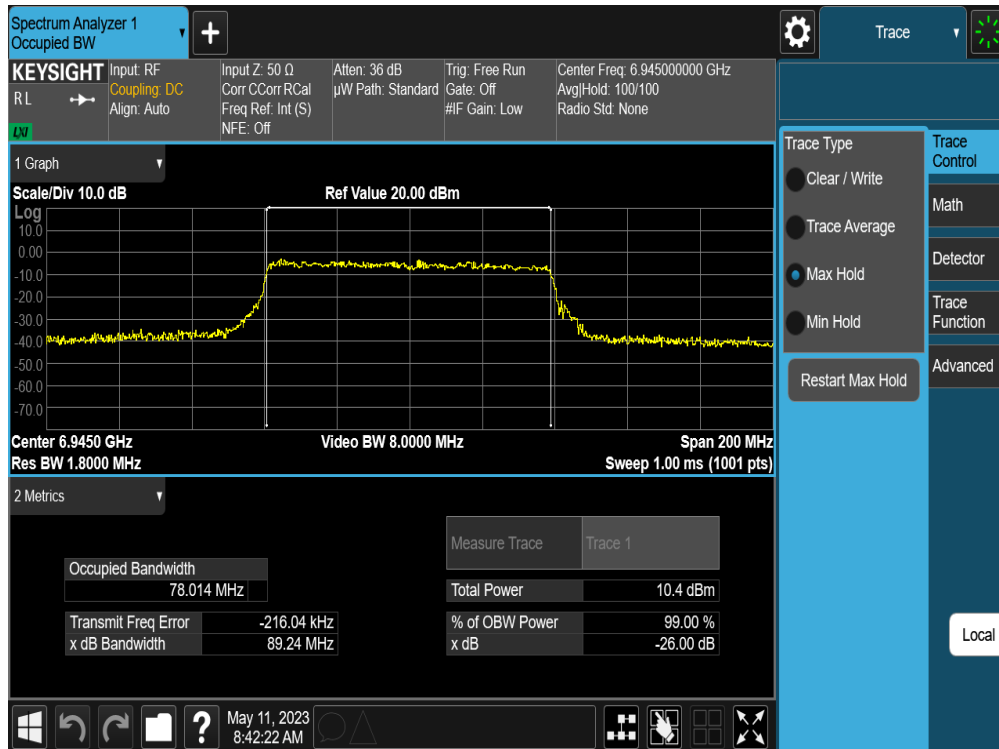 Spectrum Analyzer 1
Occupied BW
+
Trace
KEYSIGHT
RL
LXI
Input: RF
Coupling: DC
Align: Auto
Input Z: 50 Ω
Corr CCorr RCal
Freq Ref: Int (S)
NFE: Off
Atten: 36 dB
µW Path: Standard
Trig: Free Run
Gate: Off
#IF Gain: Low
Center Freq: 6.945000000 GHz
Avg|Hold: 100/100
Radio Std: None
1 Graph
Scale/Div 10.0 dB
Ref Value 20.00 dBm
Log
10.0
0.00
-10.0
-20.0
-30.0
-40.0
-50.0
-60.0
-70.0
Center 6.9450 GHz
Video BW 8.0000 MHz
Span 200 MHz
Res BW 1.8000 MHz
Sweep 1.00 ms (1001 pts)
2 Metrics
Measure Trace
Trace 1
Occupied Bandwidth
78.014 MHz
Total Power
10.4 dBm
Transmit Freq Error
-216.04 kHz
% of OBW Power
99.00 %
x dB Bandwidth
89.24 MHz
x dB
-26.00 dB
Trace Type
Clear / Write
Trace Average
Max Hold
Min Hold
Restart Max Hold
Trace
Control
Math
Detector
Trace
Function
Advanced
Local
?
May 11, 2023
8:42:22 AM